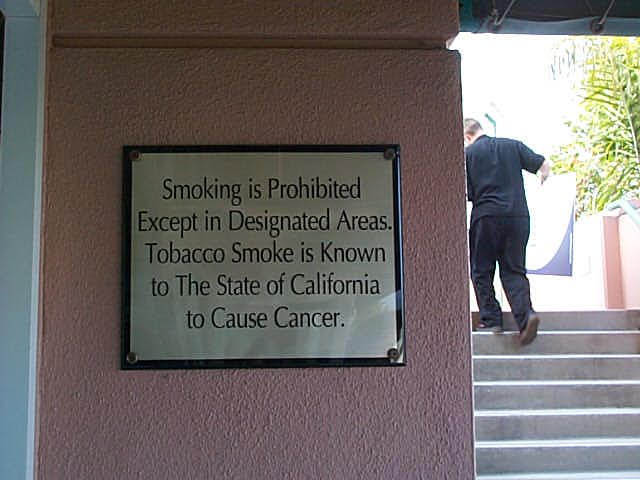 Smoking is Prohibited
Except in Designated Areas.
Tobacco Smoke is Known
to The State of California
to Cause Cancer.